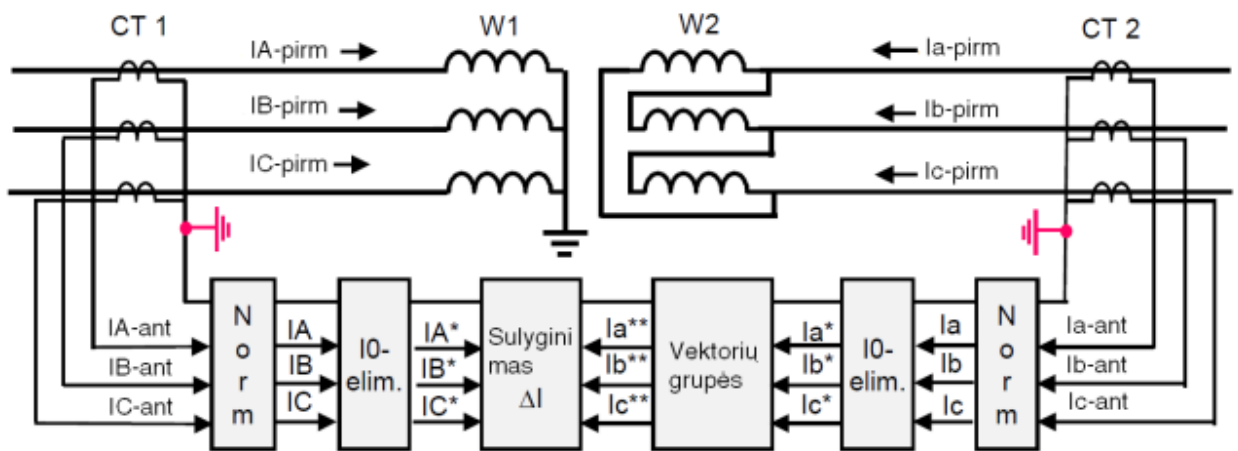 CT 1
W1
W2
CT 2
IA-pirm
Ia-pirm
IB-pirm
Ib-pirm
IC-pirm
Ic-pirm
IA-ant
IB-ant
IC-ant
Norm
IA
IB
IC
I0-
elim.
IA*
IB*
IC*
Sulygini
mas
ΔI
Ia**
Ib**
Ic**
Vektorių
grupės
Ia*
Ib*
Ic*
I0-
elim.
Ia
Ib
Ic
Norm
Ia-ant
Ib-ant
Ic-ant